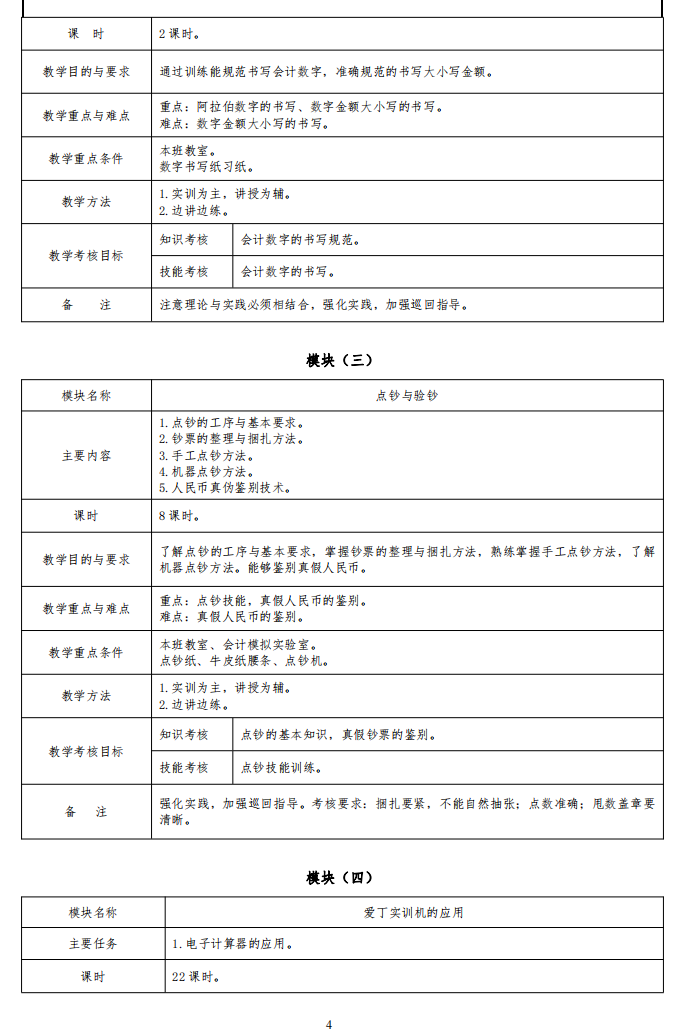 课 时 2 课时。
教学目的与要求 通过训练能规范书写会计数字，准确规范的书写大小写金额。
教学重点与难点 重点：阿拉伯数字的书写、数字金额大小写的书写。
难点：数字金额大小写的书写。
教学重点条件 本班教室。
数字书写纸习纸。
教学方法 1.实训为主，讲授为辅。
2.边讲边练。
教学考核目标 知识考核 会计数字的书写规范。
技能考核 会计数字的书写。
备 注 注意理论与实践必须相结合，强化实践，加强巡回指导。
模块（三）
模块名称 点钞与验钞
主要内容 1.点钞的工序与基本要求。
2.钞票的整理与捆扎方法。
3.手工点钞方法。
4.机器点钞方法。
5.人民币真伪鉴别技术。
课时 8 课时。
教学目的与要求 了解点钞的工序与基本要求，掌握钞票的整理与捆扎方法，熟练掌握手工点钞方法，了解
机器点钞方法。能够鉴别真假人民币。
教学重点与难点 重点：点钞技能，真假人民币的鉴别。
难点：真假人民币的鉴别。
教学重点条件 本班教室、会计模拟实验室。
点钞纸、牛皮纸腰条、点钞机。
教学方法 1.实训为主，讲授为辅。
2.边讲边练。
教学考核目标 知识考核 点钞的基本知识，真假钞票的鉴别。
技能考核 点钞技能训练。
备 注 强化实践，加强巡回指导。考核要求：捆扎要紧，不能自然抽张；点数准确；甩数盖章要
清晰。
模块（四）
模块名称 爱丁实训机的应用
主要任务 1.电子计算器的应用。
课时 22 课时。
4